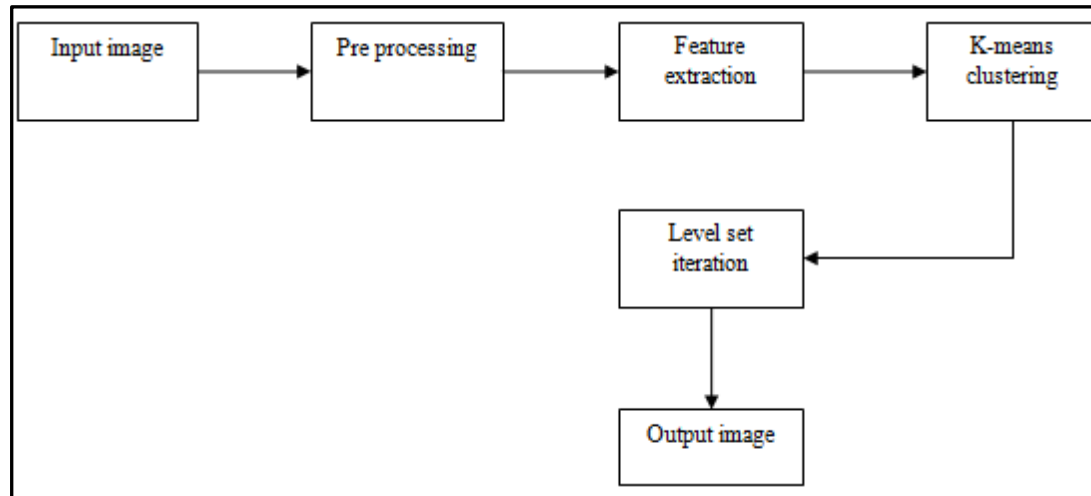 Input image
Pre processing
Feature
extraction
K-means
clustering
Level set
iteration
Output image